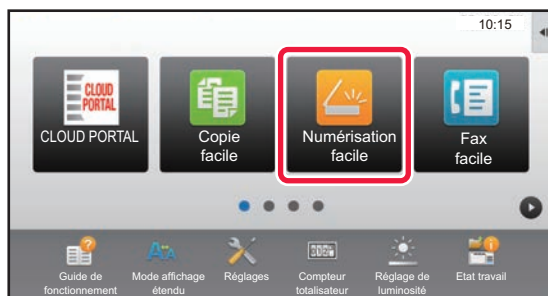 10:15
CLOUD
PORTAL
CLOUD PORTAL
Copie
facile
Numérisation
facile
Fax
facile
Guide de
fonctionnement
Mode affichage
étendu
Réglages
Compteur
totalisateur
Réglage de
luminosité
Etat travail